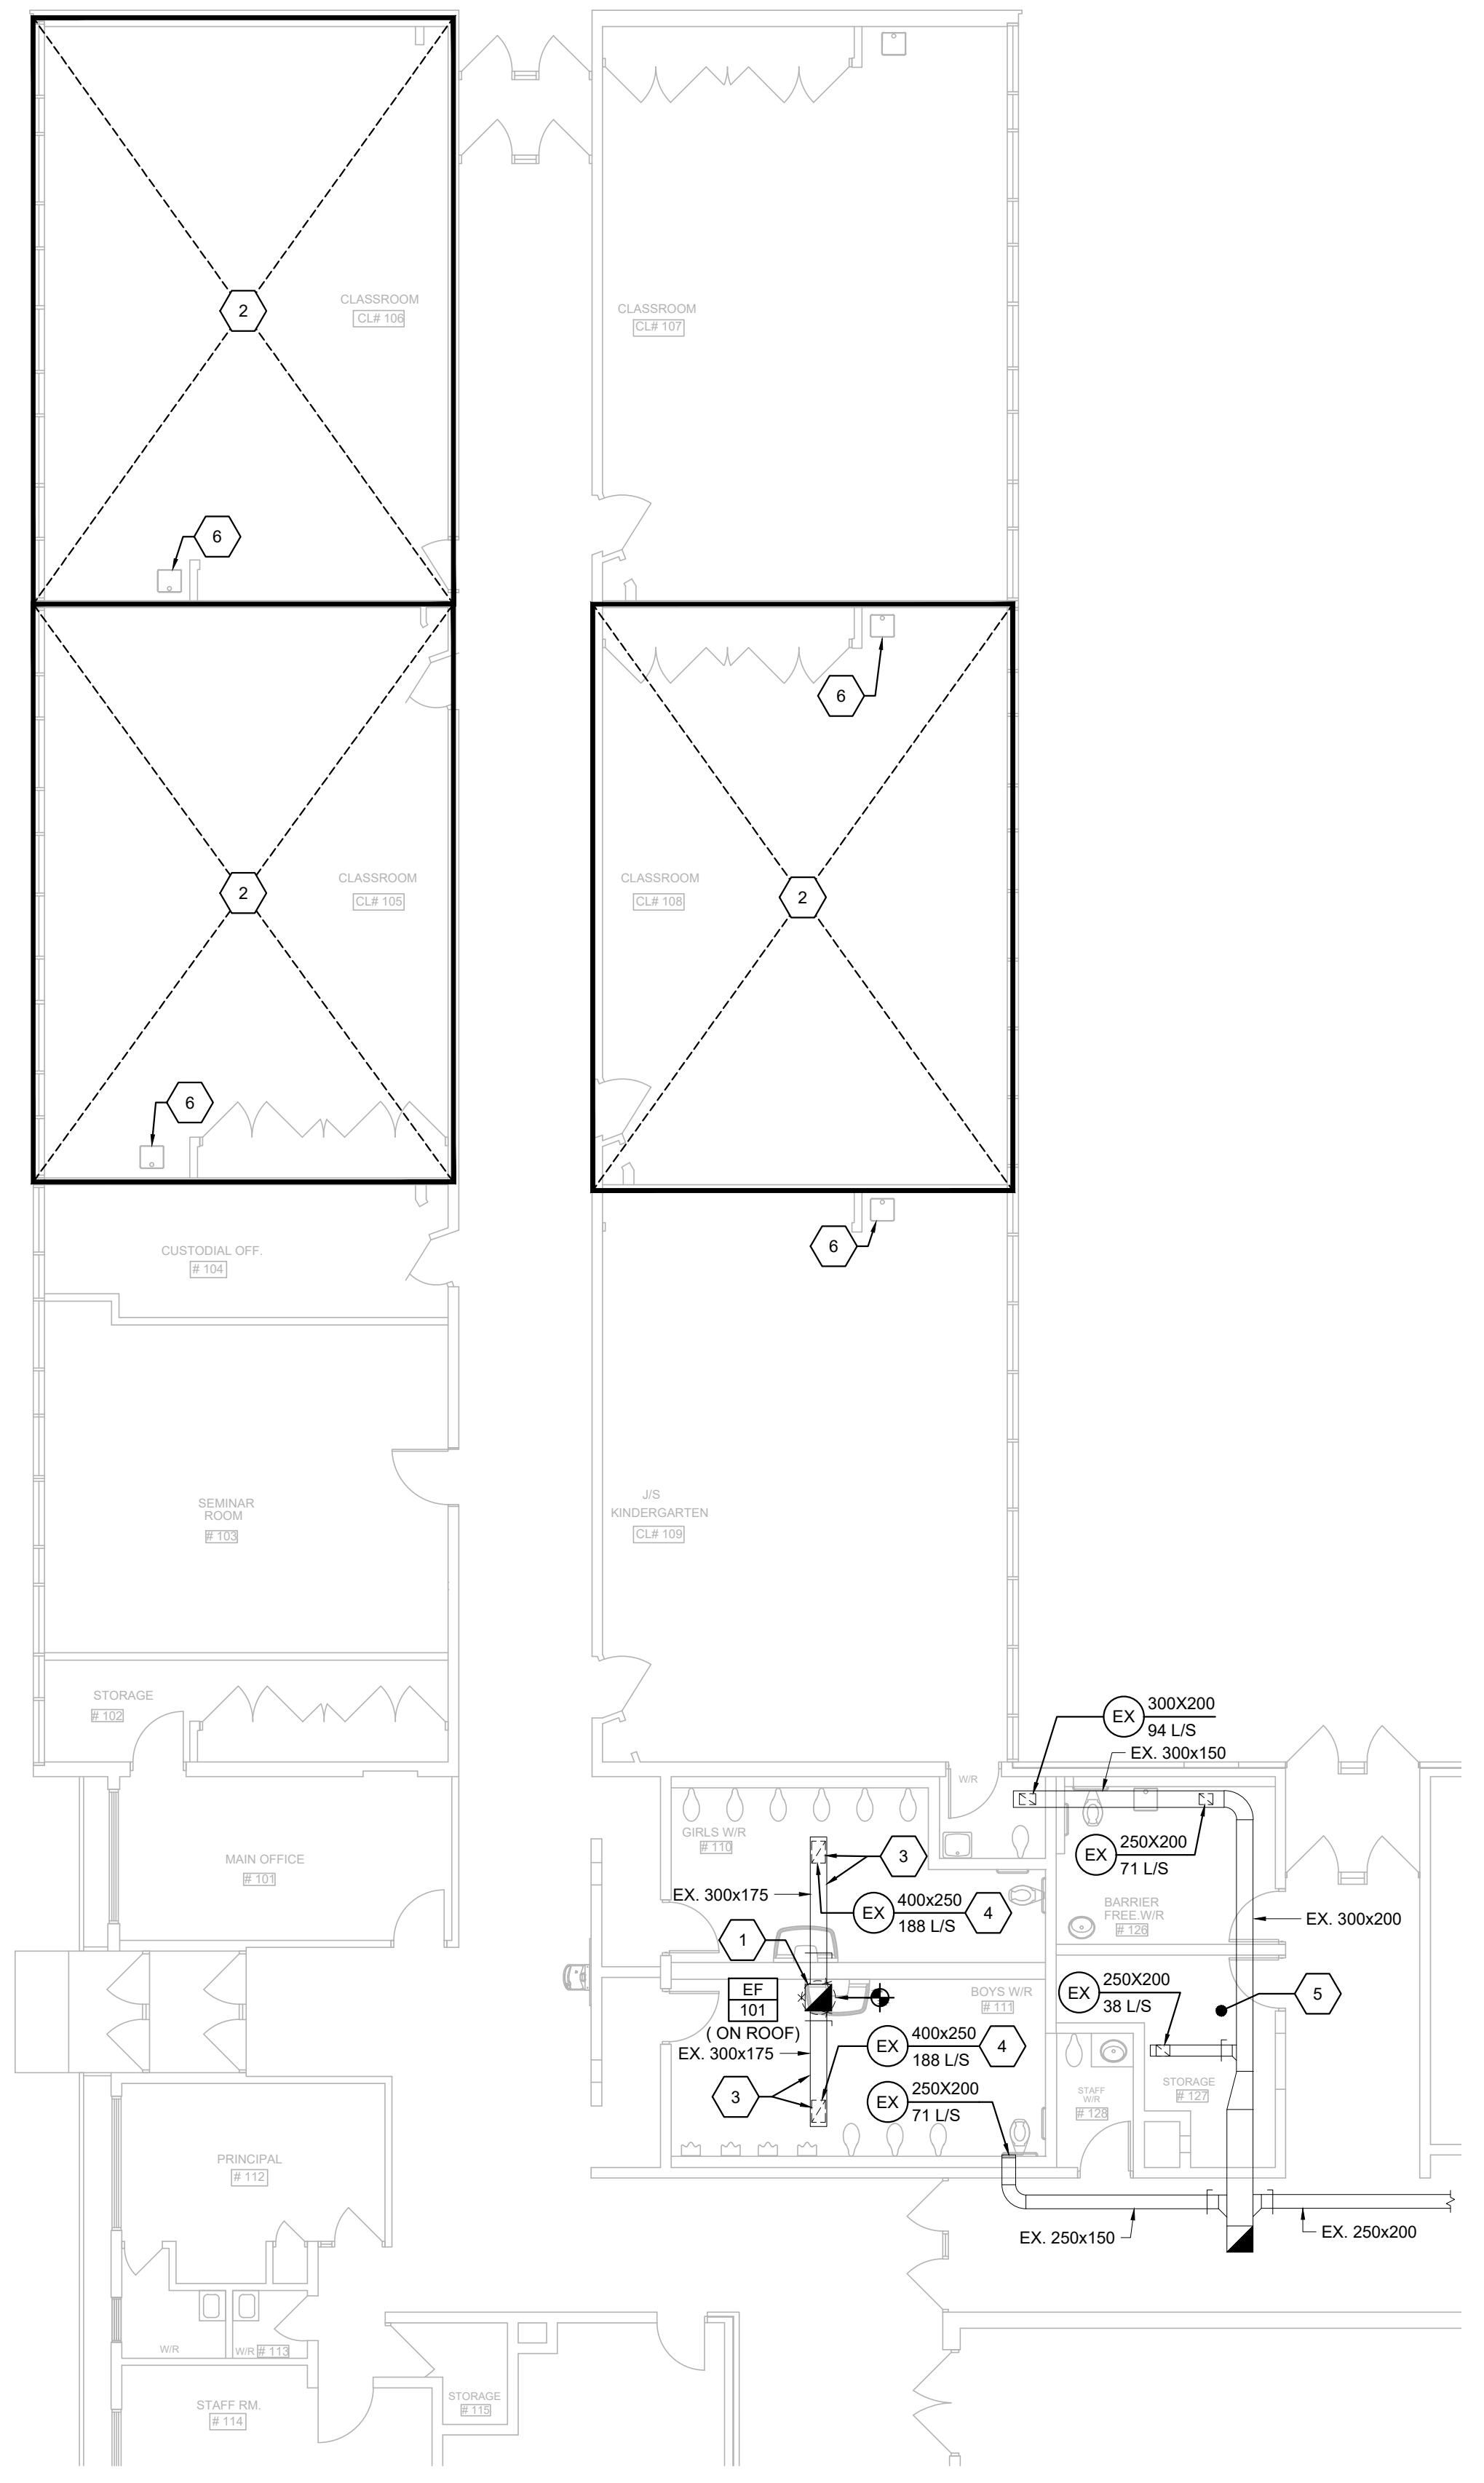 CLASSROOM
CL# 106
2
6
CLASSROOM
CL# 107
CLASSROOM
CL# 105
2
6
CLASSROOM
CL# 108
2
6
6
CUSTODIAL OFF.
# 104
SEMINAR
ROOM
# 103
J/S
KINDERGARTEN
CL# 109
STORAGE
# 102
MAIN OFFICE
# 101
W/R
GIRLS W/R
# 110
3
EX. 300x175
EX
400x250
188 L/S
4
1
EF
101
( ON ROOF)
EX. 300x175
BOYS W/R
# 111
EX
400x250
188 L/S
4
3
EX
250X200
71 L/S
EX
300X200
94 L/S
EX. 300x150
EX
250X200
71 L/S
BARRIER
FREE.W/R
# 126
EX. 300x200
EX
250X200
38 L/S
5
STORAGE
# 127
STAFF
W/R
# 128
EX. 250x150
EX. 250x200
PRINCIPAL
# 112
W/R
W/R # 113
STAFF RM.
# 114
STORAGE
# 115